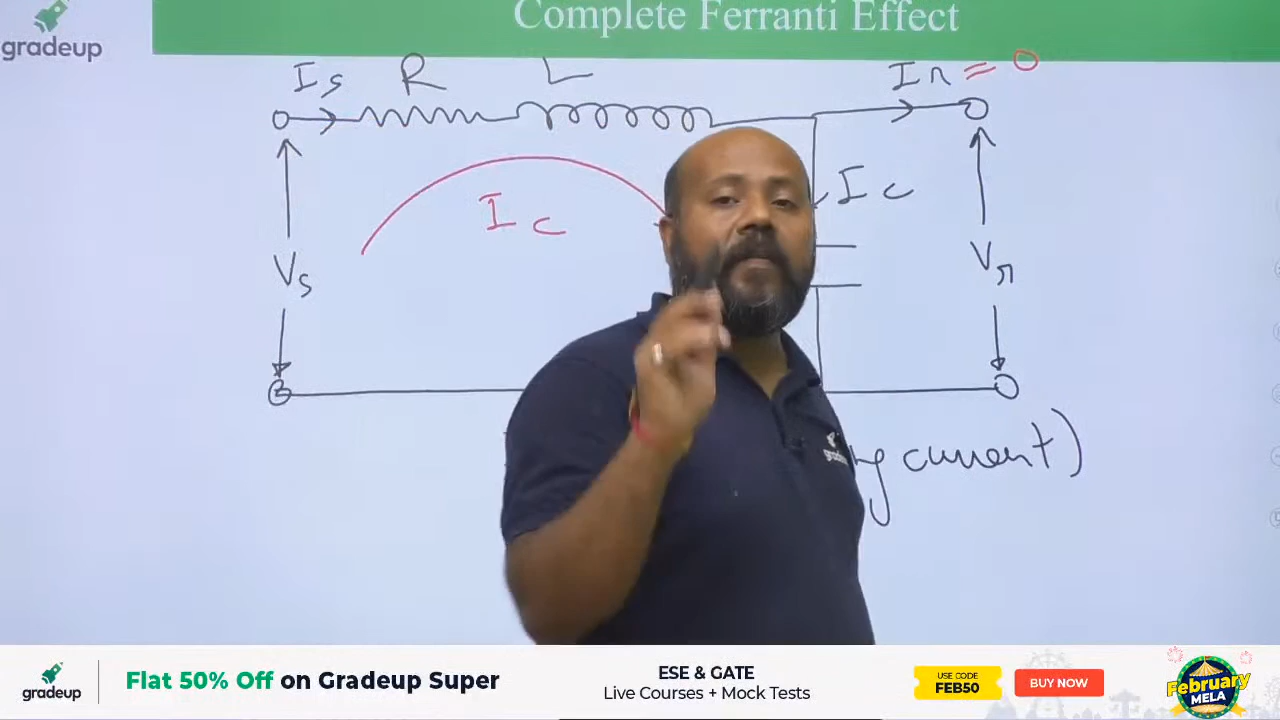 gradeup
Complete Ferranti Effect
Is R L Ir = 0
Ic Ic
Vs Vr
current)
gradeup
Flat 50% Off on Gradeup Super
ESE & GATE
Live Courses + Mock Tests
USE CODE
FEB50
BUY NOW
February
MELA